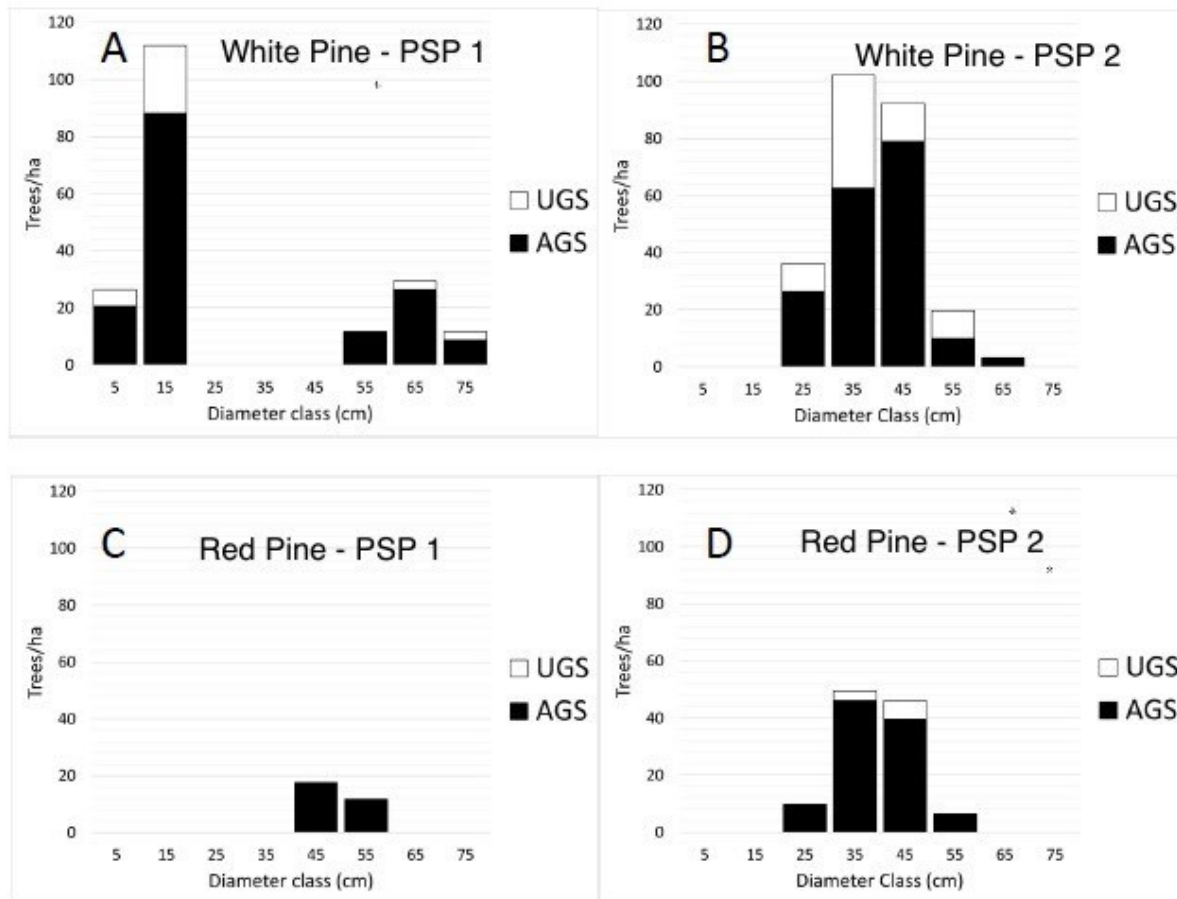 A
White Pine - PSP 1
Trees/ha
120
100
80
60
40
20
0
5 15 25 35 45 55 65 75
Diameter class (cm)
UGS
AGS
B
White Pine - PSP 2
Trees/ha
120
100
80
60
40
20
0
5 15 25 35 45 55 65 75
Diameter Class (cm)
UGS
AGS
C
Red Pine - PSP 1
Trees/ha
120
100
80
60
40
20
0
5 15 25 35 45 55 65 75
Diameter class (cm)
UGS
AGS
D
Red Pine - PSP 2
Trees/ha
120
100
80
60
40
20
0
5 15 25 35 45 55 65 75
Diameter Class (cm)
UGS
AGS